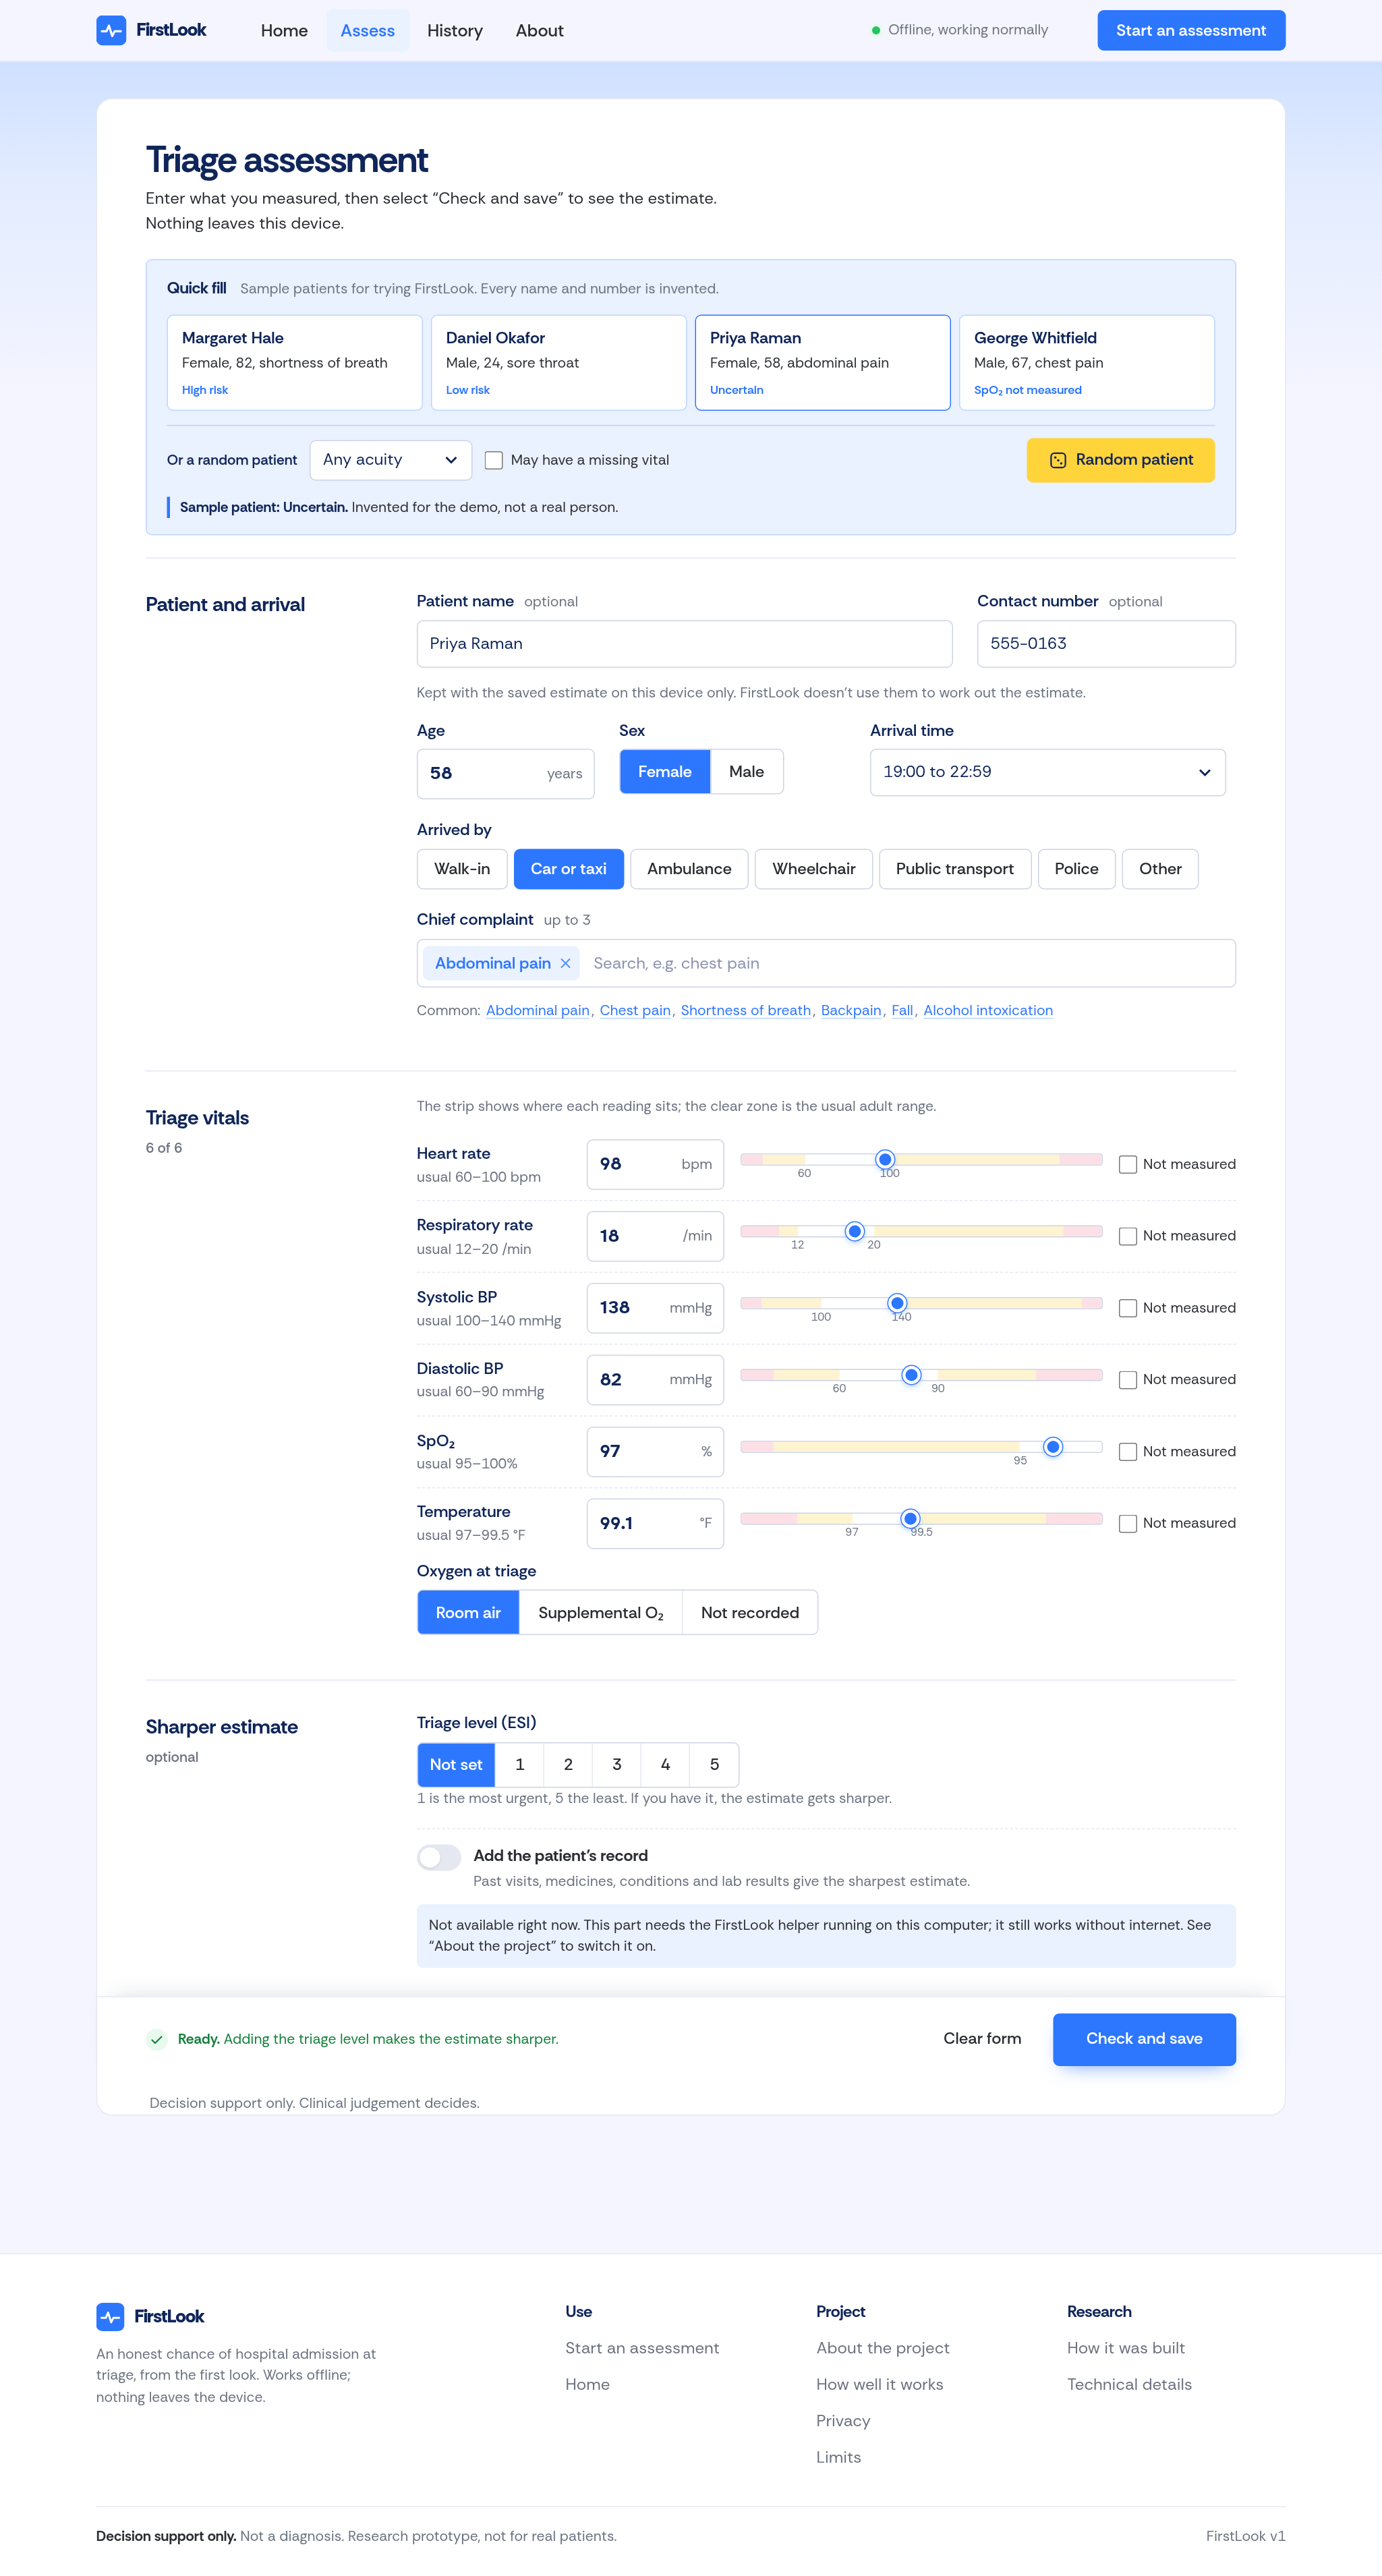 FirstLook
Home
Assess
History
About
Offline, working normally
Start an assessment
Triage assessment
Enter what you measured, then select “Check and save” to see the estimate.
Nothing leaves this device.
Quick fill Sample patients for trying FirstLook. Every name and number is invented.
Margaret Hale
Female, 82, shortness of breath
High risk
Daniel Okafor
Male, 24, sore throat
Low risk
Priya Raman
Female, 58, abdominal pain
Uncertain
George Whitfield
Male, 67, chest pain
SpO₂ not measured
Or a random patient
Any acuity
May have a missing vital
Random patient
Sample patient: Uncertain. Invented for the demo, not a real person.
Patient and arrival
Patient name optional
Priya Raman
Contact number optional
555-0163
Kept with the saved estimate on this device only. FirstLook doesn’t use them to work out the estimate.
Age
58 years
Sex
Female
Male
Arrival time
19:00 to 22:59
Arrived by
Walk-in
Car or taxi
Ambulance
Wheelchair
Public transport
Police
Other
Chief complaint up to 3
Abdominal pain ×
Search, e.g. chest pain
Common: Abdominal pain, Chest pain, Shortness of breath, Backpain, Fall, Alcohol intoxication
Triage vitals
6 of 6
The strip shows where each reading sits; the clear zone is the usual adult range.
Heart rate
usual 60–100 bpm
98 bpm
60 100
Not measured
Respiratory rate
usual 12–20 /min
18 /min
12 20
Not measured
Systolic BP
usual 100–140 mmHg
138 mmHg
100 140
Not measured
Diastolic BP
usual 60–90 mmHg
82 mmHg
60 90
Not measured
SpO₂
usual 95–100%
97 %
95
Not measured
Temperature
usual 97–99.5 °F
99.1 °F
97 99.5
Not measured
Oxygen at triage
Room air
Supplemental O₂
Not recorded
Sharper estimate
optional
Triage level (ESI)
Not set 1 2 3 4 5
1 is the most urgent, 5 the least. If you have it, the estimate gets sharper.
Add the patient’s record
Past visits, medicines, conditions and lab results give the sharpest estimate.
Not available right now. This part needs the FirstLook helper running on this computer; it still works without internet. See
“About the project” to switch it on.
Ready. Adding the triage level makes the estimate sharper.
Clear form
Check and save
Decision support only. Clinical judgement decides.
FirstLook
An honest chance of hospital admission at
triage, from the first look. Works offline;
nothing leaves the device.
Use
Start an assessment
Home
Project
About the project
How well it works
Privacy
Limits
Research
How it was built
Technical details
Decision support only. Not a diagnosis. Research prototype, not for real patients.
FirstLook v1